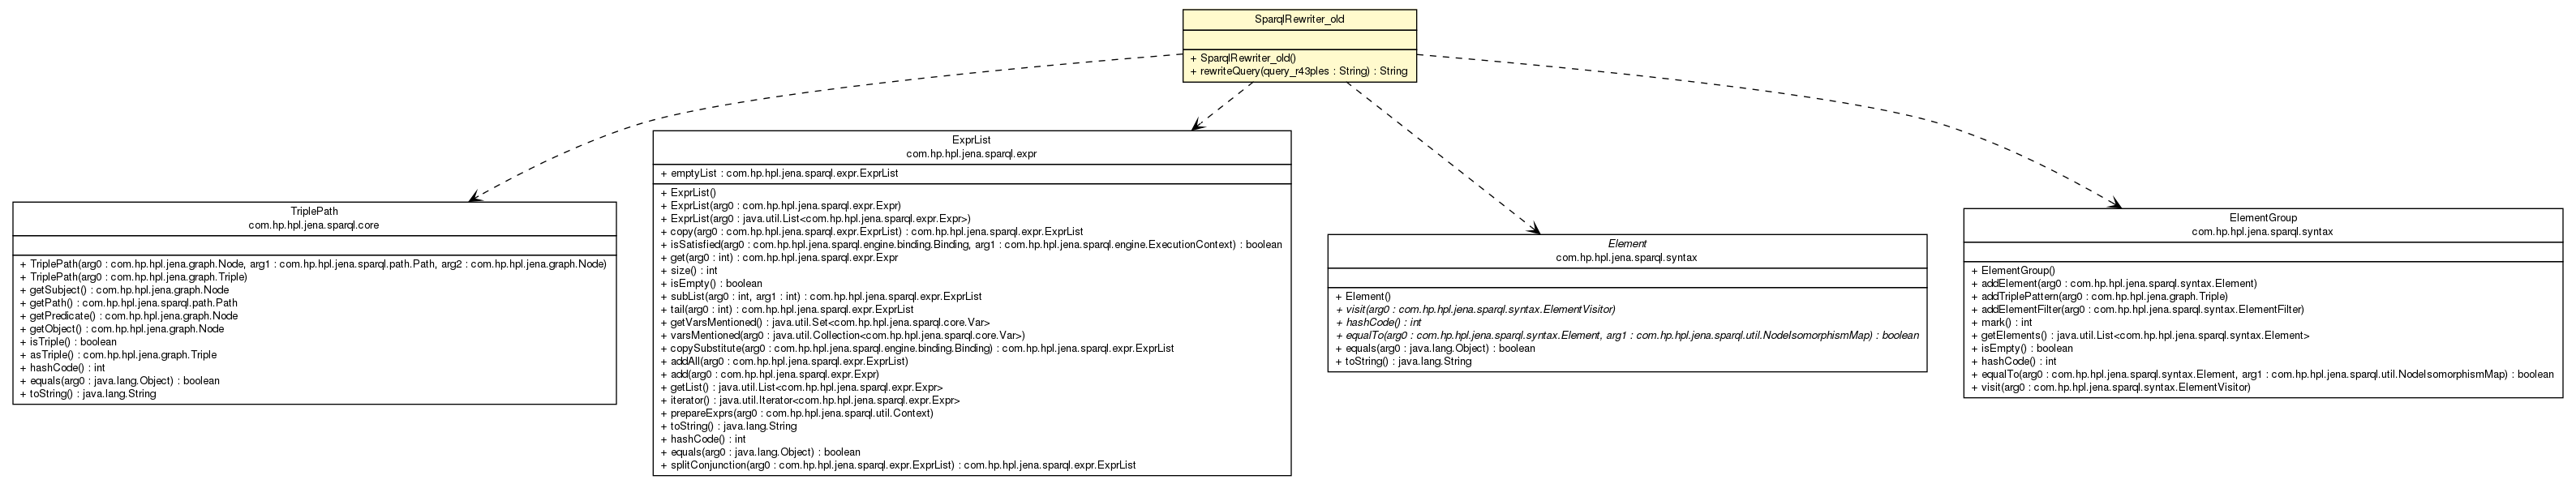 SparqlRewriter_old
+ SparqlRewriter_old()
+ rewriteQuery(query_r43ples : String) : String
TriplePath
com.hp.hpl.jena.sparql.core
+ TriplePath(arg0 : com.hp.hpl.jena.graph.Node, arg1 : com.hp.hpl.jena.sparql.path.Path, arg2 : com.hp.hpl.jena.graph.Node)
+ TriplePath(arg0 : com.hp.hpl.jena.graph.Triple)
+ getSubject() : com.hp.hpl.jena.graph.Node
+ getPath() : com.hp.hpl.jena.sparql.path.Path
+ getPredicate() : com.hp.hpl.jena.graph.Node
+ getObject() : com.hp.hpl.jena.graph.Node
+ isTriple() : boolean
+ asTriple() : com.hp.hpl.jena.graph.Triple
+ hashCode() : int
+ equals(arg0 : java.lang.Object) : boolean
+ toString() : java.lang.String
ExprList
com.hp.hpl.jena.sparql.expr
+ emptyList : com.hp.hpl.jena.sparql.expr.ExprList
+ ExprList()
+ ExprList(arg0 : com.hp.hpl.jena.sparql.expr.Expr)
+ ExprList(arg0 : java.util.List<com.hp.hpl.jena.sparql.expr.Expr>)
+ copy(arg0 : com.hp.hpl.jena.sparql.expr.ExprList) : com.hp.hpl.jena.sparql.expr.ExprList
+ isSatisfied(arg0 : com.hp.hpl.jena.sparql.engine.binding.Binding, arg1 : com.hp.hpl.jena.sparql.engine.ExecutionContext) : boolean
+ get(arg0 : int) : com.hp.hpl.jena.sparql.expr.Expr
+ size() : int
+ isEmpty() : boolean
+ subList(arg0 : int, arg1 : int) : com.hp.hpl.jena.sparql.expr.ExprList
+ tail(arg0 : int) : com.hp.hpl.jena.sparql.expr.ExprList
+ getVarsMentioned() : java.util.Set<com.hp.hpl.jena.sparql.core.Var>
+ varsMentioned(arg0 : java.util.Collection<com.hp.hpl.jena.sparql.core.Var>)
+ copySubstitute(arg0 : com.hp.hpl.jena.sparql.engine.binding.Binding) : com.hp.hpl.jena.sparql.expr.ExprList
+ addAll(arg0 : com.hp.hpl.jena.sparql.expr.ExprList)
+ add(arg0 : com.hp.hpl.jena.sparql.expr.Expr)
+ getList() : java.util.List<com.hp.hpl.jena.sparql.expr.Expr>
+ iterator() : java.util.Iterator<com.hp.hpl.jena.sparql.expr.Expr>
+ prepareExprs(arg0 : com.hp.hpl.jena.sparql.util.Context)
+ toString() : java.lang.String
+ hashCode() : int
+ equals(arg0 : java.lang.Object) : boolean
+ splitConjunction(arg0 : com.hp.hpl.jena.sparql.expr.ExprList) : com.hp.hpl.jena.sparql.expr.ExprList
Element
com.hp.hpl.jena.sparql.syntax
+ Element()
+ visit(arg0 : com.hp.hpl.jena.sparql.syntax.ElementVisitor)
+ hashCode() : int
+ equalTo(arg0 : com.hp.hpl.jena.sparql.syntax.Element, arg1 : com.hp.hpl.jena.sparql.util.NodeIsomorphismMap) : boolean
+ equals(arg0 : java.lang.Object) : boolean
+ toString() : java.lang.String
ElementGroup
com.hp.hpl.jena.sparql.syntax
+ ElementGroup()
+ addElement(arg0 : com.hp.hpl.jena.sparql.syntax.Element)
+ addTriplePattern(arg0 : com.hp.hpl.jena.graph.Triple)
+ addElementFilter(arg0 : com.hp.hpl.jena.sparql.syntax.ElementFilter)
+ mark() : int
+ getElements() : java.util.List<com.hp.hpl.jena.sparql.syntax.Element>
+ isEmpty() : boolean
+ hashCode() : int
+ equalTo(arg0 : com.hp.hpl.jena.sparql.syntax.Element, arg1 : com.hp.hpl.jena.sparql.util.NodeIsomorphismMap) : boolean
+ visit(arg0 : com.hp.hpl.jena.sparql.syntax.ElementVisitor)